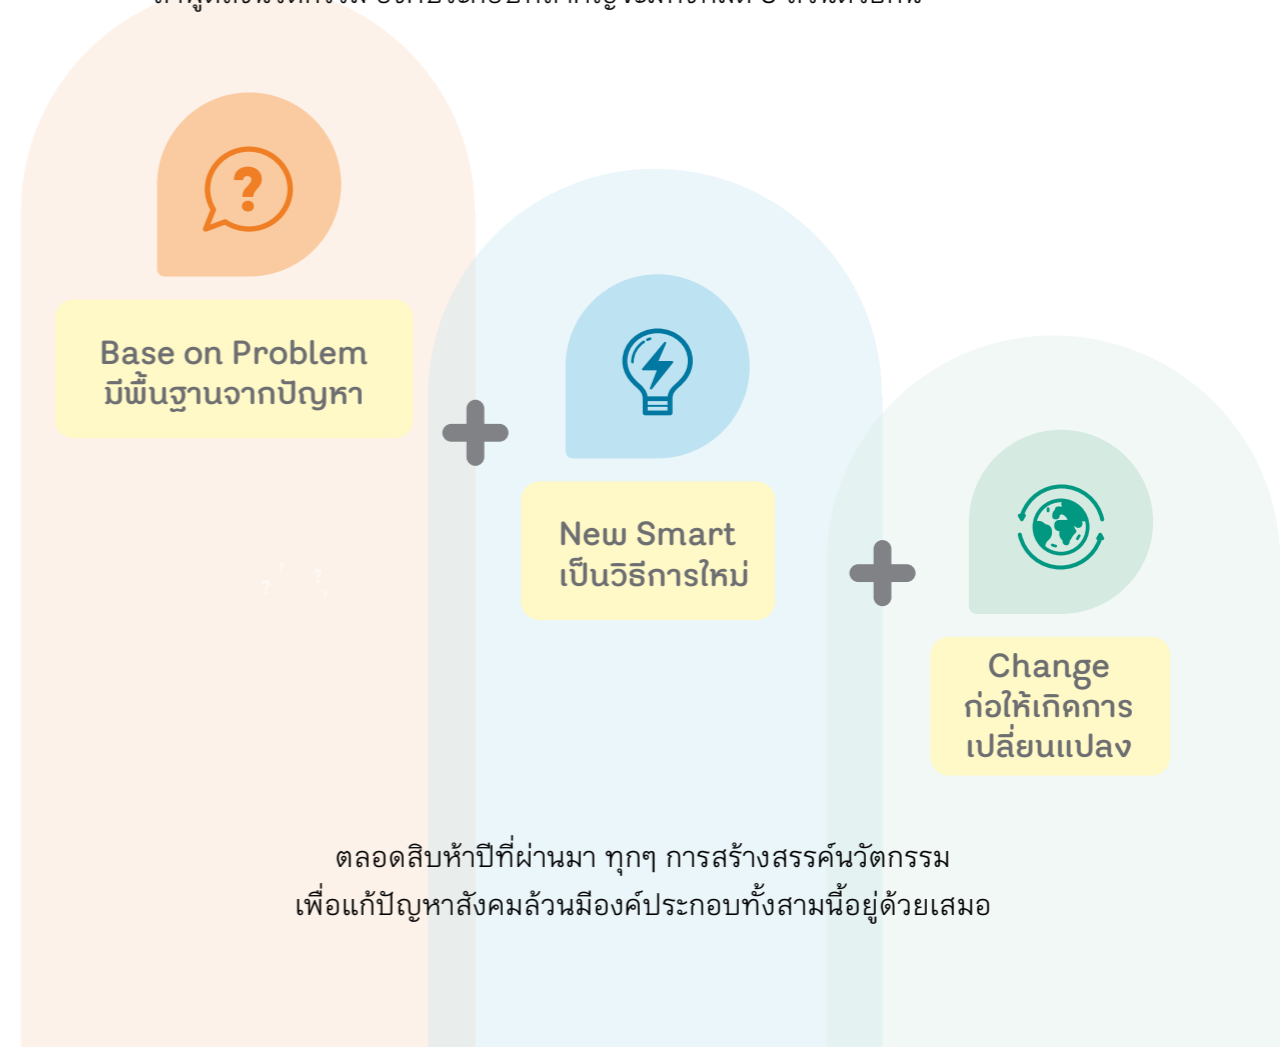 Base on Problem
มีพื้นฐานจากปัญหา
New Smart
เป็นวิธีการใหม่
Change
ก่อให้เกิดการ
เปลี่ยนแปลง
ตลอดสิบห้าปีที่ผ่านมา ทุกๆ การสร้างสรรค์นวัตกรรม
เพื่อแก้ปัญหาสังคมล้วนมีองค์ประกอบทั้งสามนี้อยู่ด้วยเสมอ